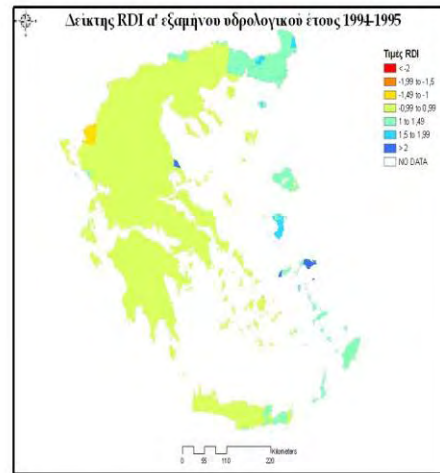 Δείκτης RDI α' εξαμήνου υδρολογικού έτους 1994-1995
Τιμές RDI
< -2
-1,99 to -1,5
-1,49 to -1
-0,99 to 0,99
1 to 1,49
1,5 to 1,99
> 2
NO DATA
Kilometers
0 55 110 220